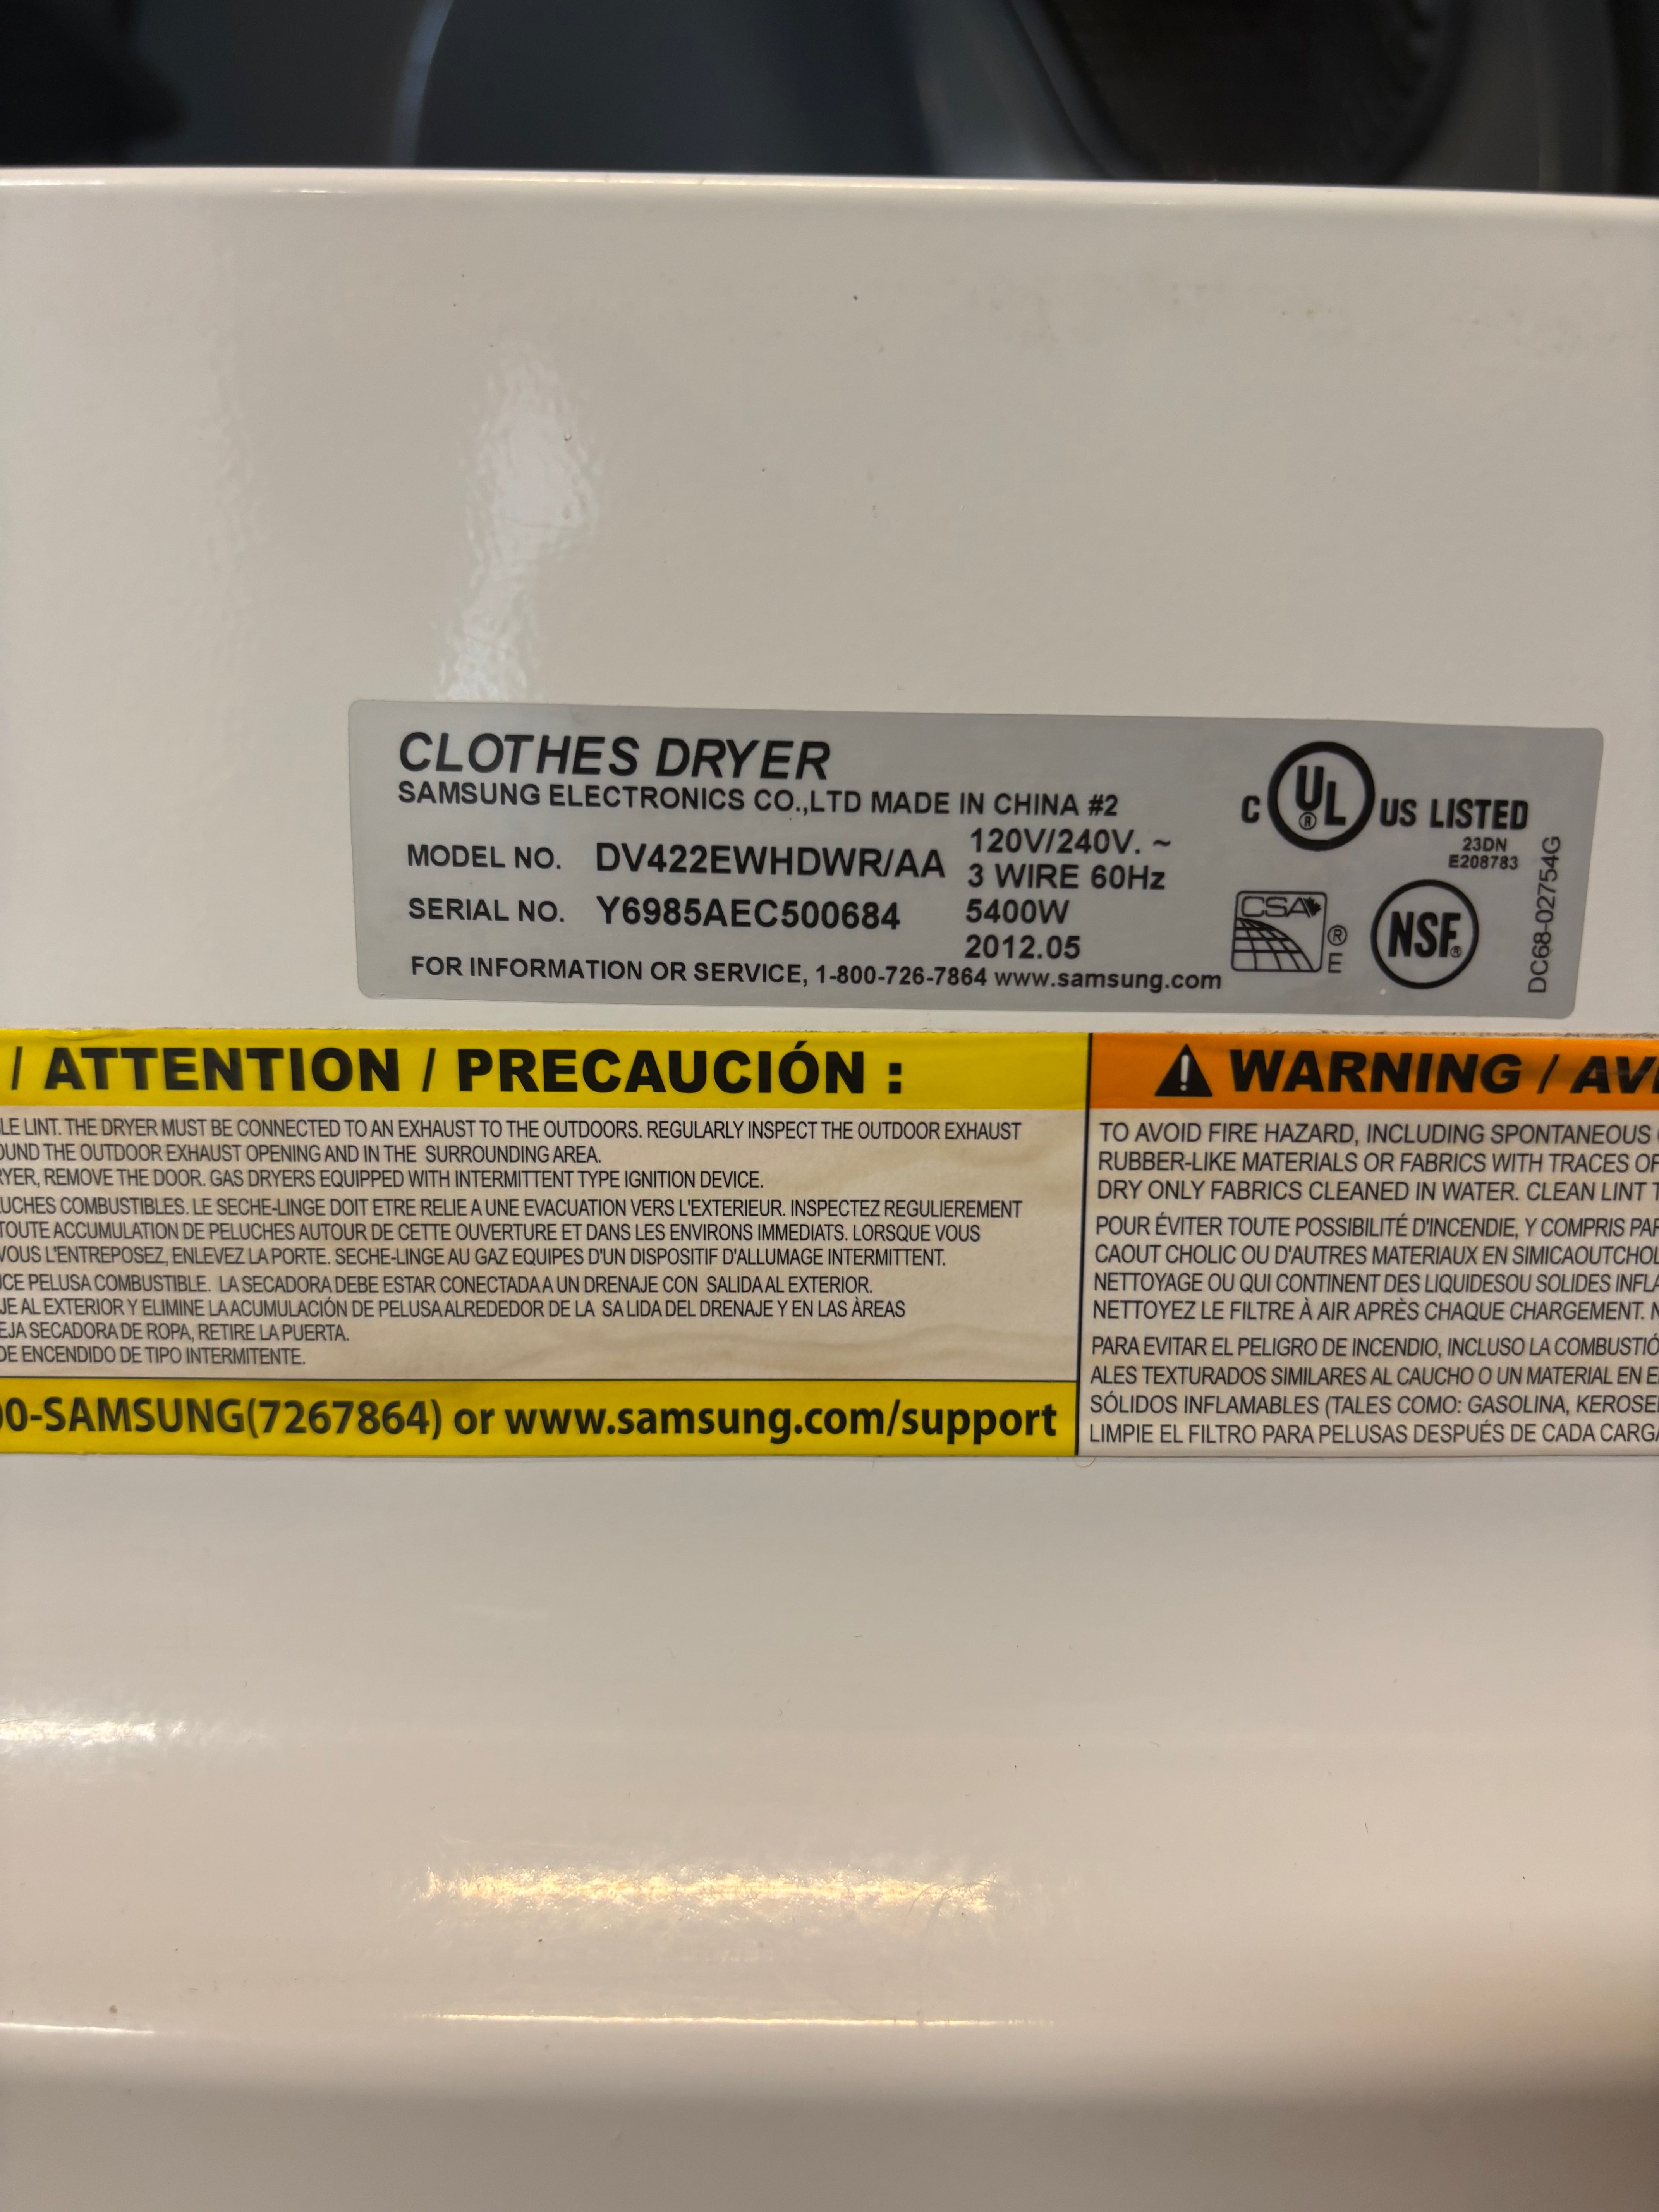 CLOTHES DRYER
SAMSUNG ELECTRONICS CO.,LTD MADE IN CHINA #2
MODEL NO. DV422EWHDWR/AA
SERIAL NO. Y6985AEC500684
120V/240V. ~
3 WIRE 60Hz
5400W
2012.05
FOR INFORMATION OR SERVICE, 1-800-726-7864 www.samsung.com
C UL® US LISTED
23DN
E208783
CSA ® E
NSF®
DC68-02754G
/ ATTENTION / PRECAUCIÓN :
LE LINT. THE DRYER MUST BE CONNECTED TO AN EXHAUST TO THE OUTDOORS. REGULARLY INSPECT THE OUTDOOR EXHAUST
OUND THE OUTDOOR EXHAUST OPENING AND IN THE SURROUNDING AREA.
RYER, REMOVE THE DOOR. GAS DRYERS EQUIPPED WITH INTERMITTENT TYPE IGNITION DEVICE.
LUCHES COMBUSTIBLES. LE SECHE-LINGE DOIT ETRE RELIE A UNE EVACUATION VERS L'EXTERIEUR. INSPECTEZ REGULIEREMENT
TOUTE ACCUMULATION DE PELUCHES AUTOUR DE CETTE OUVERTURE ET DANS LES ENVIRONS IMMEDIATS. LORSQUE VOUS
VOUS L'ENTREPOSEZ, ENLEVEZ LA PORTE. SECHE-LINGE AU GAZ EQUIPES D'UN DISPOSITIF D'ALLUMAGE INTERMITTENT.
ICE PELUSA COMBUSTIBLE. LA SECADORA DEBE ESTAR CONECTADA A UN DRENAJE CON SALIDA AL EXTERIOR.
JE AL EXTERIOR Y ELIMINE LA ACUMULACIÓN DE PELUSA ALREDEDOR DE LA SA LIDA DEL DRENAJE Y EN LAS ÀREAS
EJA SECADORA DE ROPA, RETIRE LA PUERTA.
DE ENCENDIDO DE TIPO INTERMITENTE.
00-SAMSUNG(7267864) or www.samsung.com/support
WARNING / AV
TO AVOID FIRE HAZARD, INCLUDING SPONTANEOUS
RUBBER-LIKE MATERIALS OR FABRICS WITH TRACES OF
DRY ONLY FABRICS CLEANED IN WATER. CLEAN LINT
POUR ÉVITER TOUTE POSSIBILITÉ D'INCENDIE, Y COMPRIS PAR
CAOUT CHOLIC OU D'AUTRES MATERIAUX EN SIMICAOUTCHOU
NETTOYAGE OU QUI CONTINENT DES LIQUIDESOU SOLIDES INFLA
NETTOYEZ LE FILTRE À AIR APRÈS CHAQUE CHARGEMENT.
PARA EVITAR EL PELIGRO DE INCENDIO, INCLUSO LA COMBUSTIÓ
ALES TEXTURADOS SIMILARES AL CAUCHO O UN MATERIAL EN
SÓLIDOS INFLAMABLES (TALES COMO: GASOLINA, KEROSE
LIMPIE EL FILTRO PARA PELUSAS DESPUÉS DE CADA CARGA